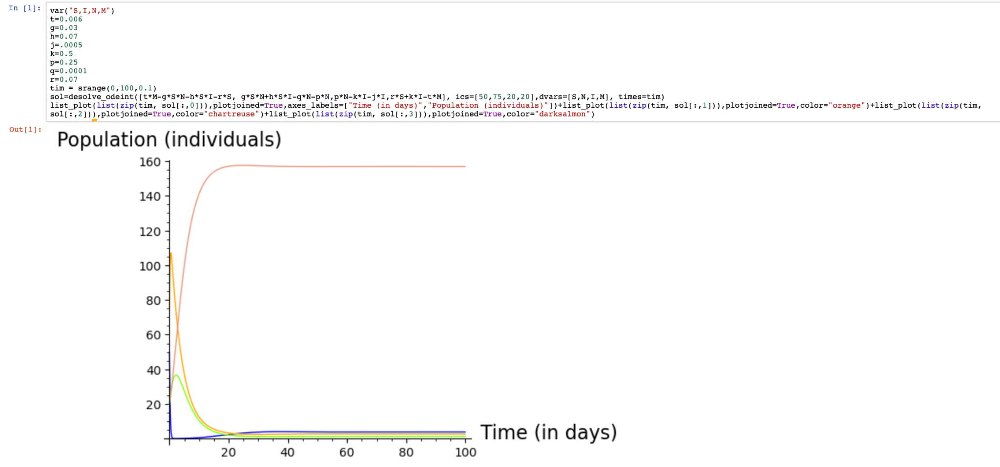 In [1]:
var("S,I,N,M")
t=0.006
g=0.03
h=0.07
j=.0005
k=0.5
p=0.25
q=0.0001
r=0.07
tim = srange(0,100,0.1)
sol=desolve_odeint([t*M-g*S*N-h*S*I-r*S, g*S*N+h*S*I-q*N-p*N,p*N-k*I-j*I,r*S+k*I-t*M], ics=[50,75,20,20],dvars=[S,N,I,M], times=tim)
list_plot(list(zip(tim, sol[:,0])),plotjoined=True,axes_labels=["Time (in days)","Population (individuals)"])+list_plot(list(zip(tim, sol[:,1])),plotjoined=True,color="orange")+list_plot(list(zip(tim,
sol[:,2])),plotjoined=True,color="chartreuse")+list_plot(list(zip(tim, sol[:,3])),plotjoined=True,color="darksalmon")
Out[1]:
Population (individuals)
160
140
120
100
80
60
40
20
Time (in days)
20 40 60 80 100